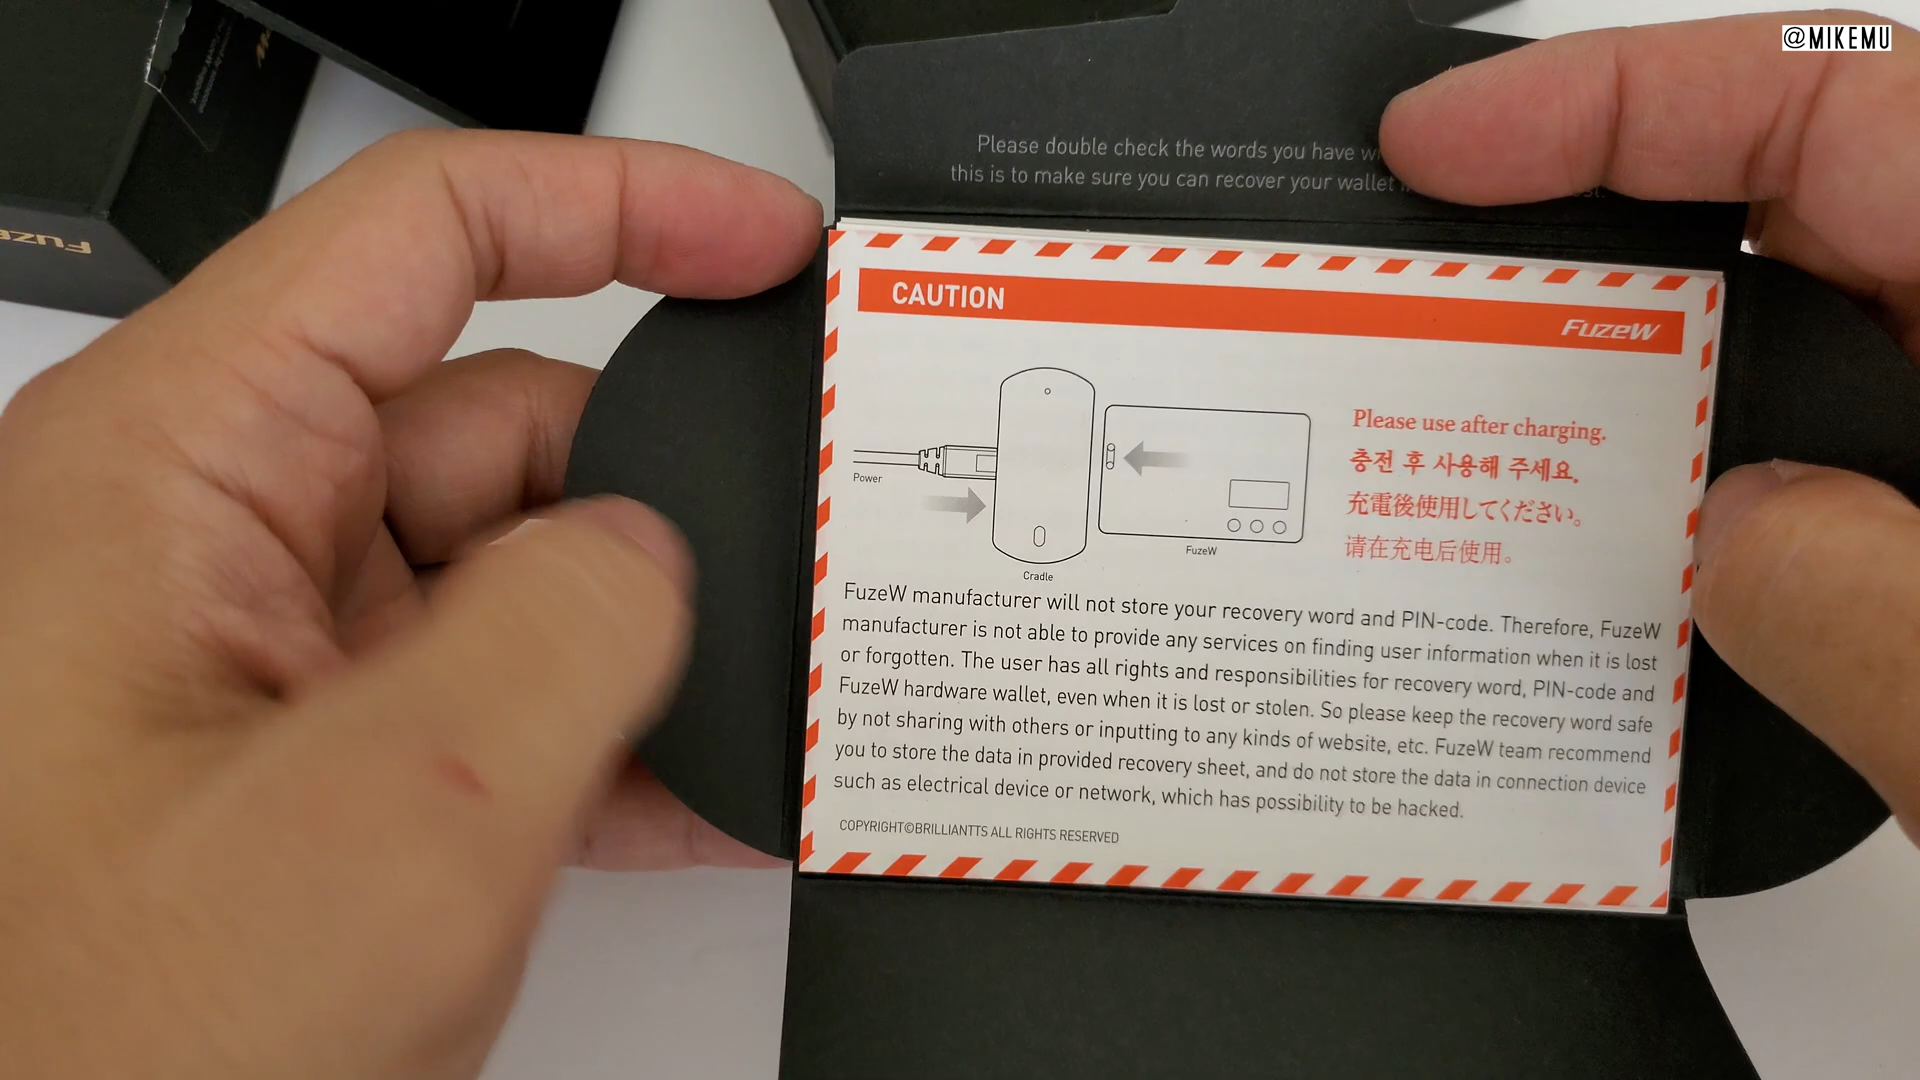 @MIKEMU
Please double check the words you have
this is to make sure you can recover your wallet
CAUTION
FuzeW
Please use after charging.
충전 후 사용해 주세요.
充電後使用してください。
请在充电后使用。
Power
Cradle
FuzeW
FuzeW manufacturer will not store your recovery word and PIN-code. Therefore, FuzeW
manufacturer is not able to provide any services on finding user information when it is lost
or forgotten. The user has all rights and responsibilities for recovery word, PIN-code and
FuzeW hardware wallet, even when it is lost or stolen. So please keep the recovery word safe
by not sharing with others or inputting to any kinds of website, etc. FuzeW team recommend
you to store the data in provided recovery sheet, and do not store the data in connection device
such as electrical device or network, which has possibility to be hacked.
COPYRIGHT©BRILLIANTTS ALL RIGHTS RESERVED